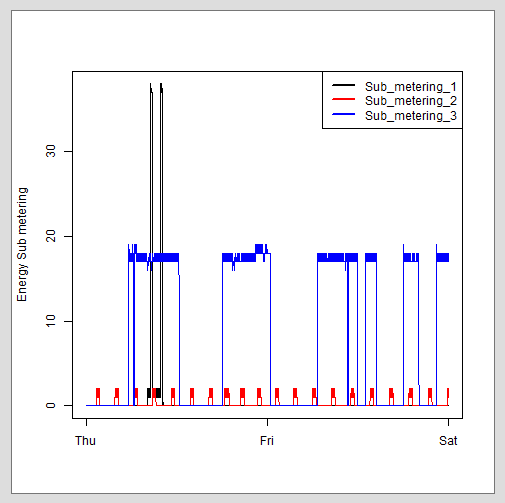 Sub_metering_1
Sub_metering_2
Sub_metering_3
Energy Sub metering
30
20
10
0
Thu
Fri
Sat